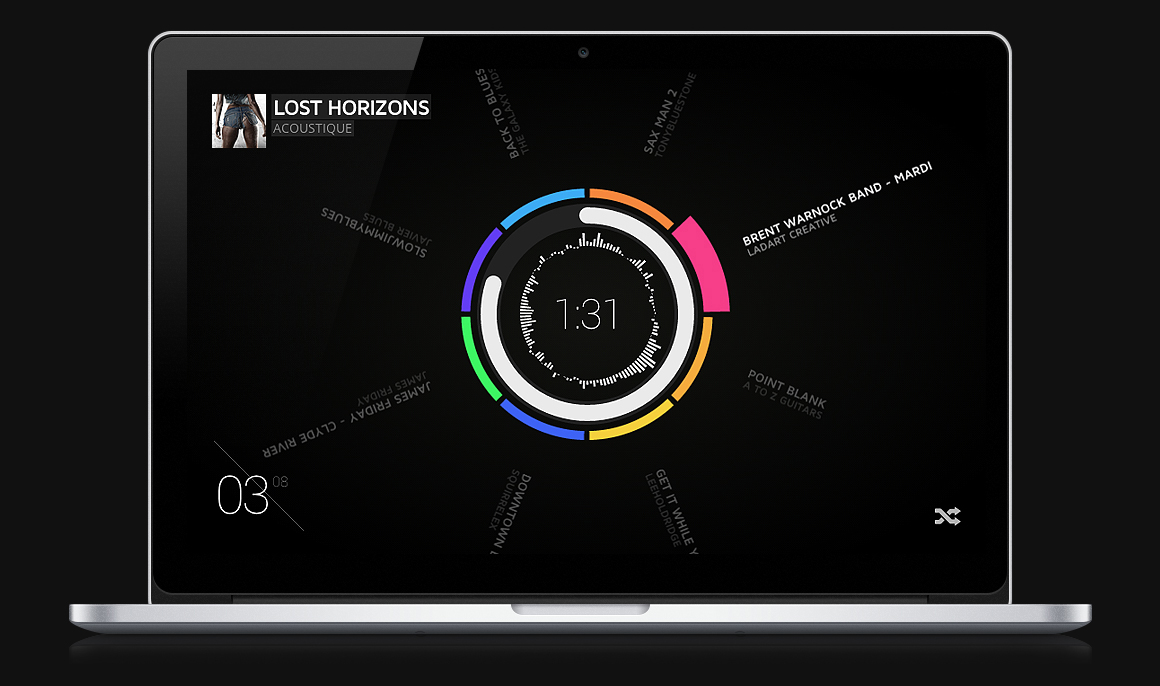 LOST HORIZONS
ACOUSTIQUE
BACK TO BLUES
THE GALAXY KIDS
SAX MAN 2
TONYBLUESTONE
BRENT WARNOCK BAND - MARDI
LADART CREATIVE
SLOWJIMMYBLUES
JAVIER BLUES
1:31
JAMES FRIDAY - CLYDE RIVER
JAMES FRIDAY
POINT BLANK
A TO Z GUITARS
03
08
DOWNTOWN
SQUIRRELEX
GET IT WHILE Y
LEEHOLDRIDGE